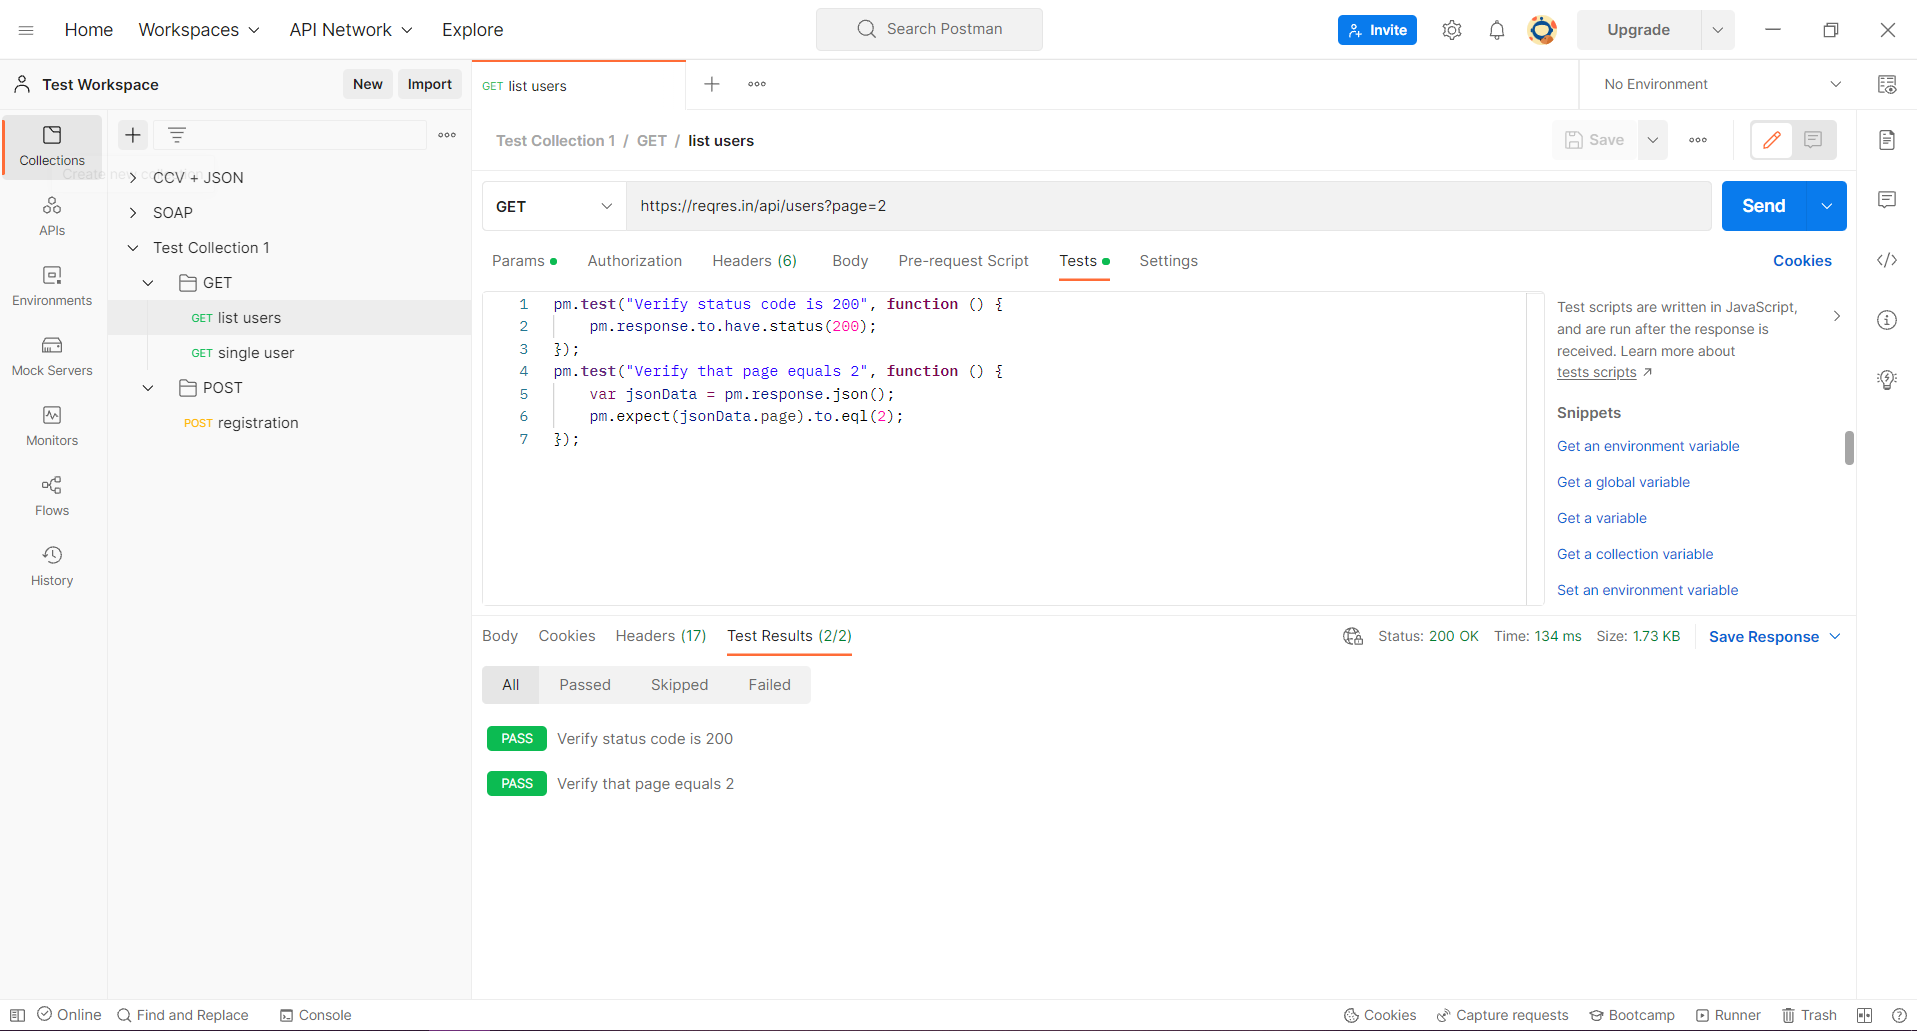 Home Workspaces API Network Explore Search Postman Invite Upgrade
Test Workspace New Import GET list users No Environment
Collections
Create new collection
APIs
Environments
Mock Servers
Monitors
Flows
History
CCV + JSON
SOAP
Test Collection 1
GET
GET list users
GET single user
POST
POST registration
Test Collection 1 / GET / list users Save
GET https://reqres.in/api/users?page=2 Send
Params Authorization Headers (6) Body Pre-request Script Tests Settings Cookies
1 pm.test("Verify status code is 200", function () {
2 pm.response.to.have.status(200);
3 });
4 pm.test("Verify that page equals 2", function () {
5 var jsonData = pm.response.json();
6 pm.expect(jsonData.page).to.eql(2);
7 });
Test scripts are written in JavaScript,
and are run after the response is
received. Learn more about
tests scripts
Snippets
Get an environment variable
Get a global variable
Get a variable
Get a collection variable
Set an environment variable
Body Cookies Headers (17) Test Results (2/2) Status: 200 OK Time: 134 ms Size: 1.73 KB Save Response
All Passed Skipped Failed
PASS Verify status code is 200
PASS Verify that page equals 2
Online Find and Replace Console Cookies Capture requests Bootcamp Runner Trash